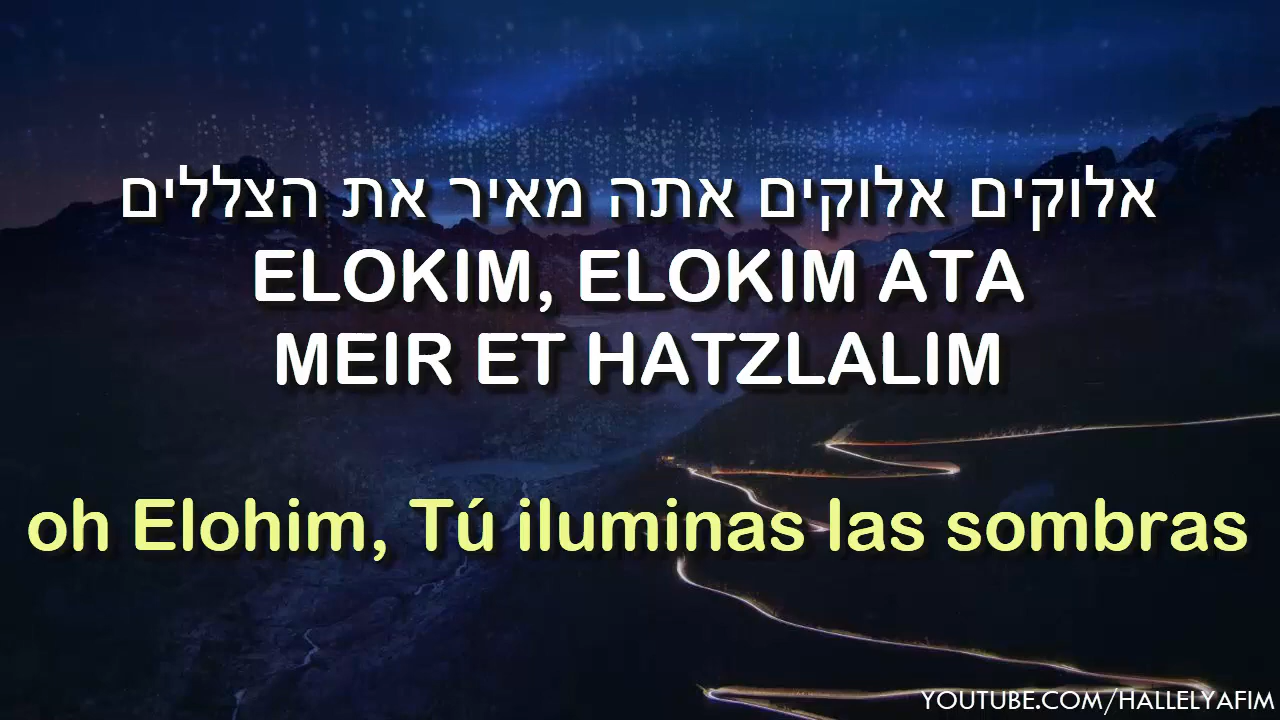 אלוקים אלוקים אתה מאיר את הצללים
ELOKIM, ELOKIM ATA
MEIR ET HATZLALIM
oh Elohim, Tú iluminas las sombras
YOUTUBE.COM/HALLELYAFIM